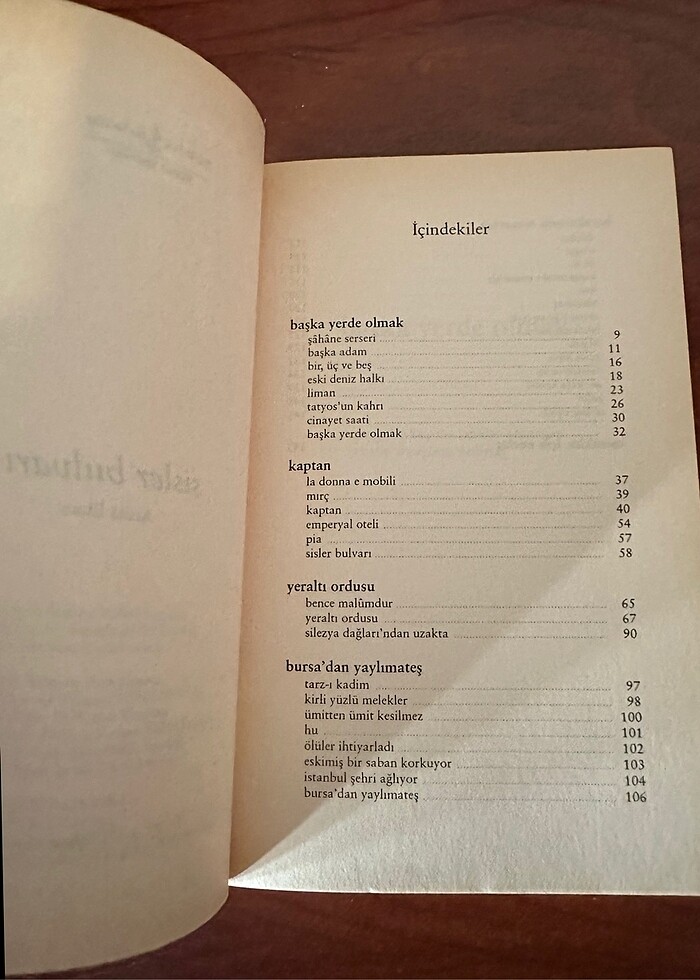 İçindekiler
başka yerde olmak
şâhâne serseri 9
başka adam 11
bir, üç ve beş 16
eski deniz halkı 18
liman 23
tatyos'un kahrı 26
cinayet saati 30
başka yerde olmak 32
kaptan
la donna e mobili 37
mırç 39
kaptan 40
emperyal oteli 54
pia 57
sisler bulvarı 58
yeraltı ordusu
bence malûmdur 65
yeraltı ordusu 67
silezya dağları'ndan uzakta 90
bursa'dan yaylımateş
tarz-ı kadim 97
kirli yüzlü melekler 98
ümitten ümit kesilmez 100
hu 101
ölüler ihtiyarladı 102
eskimiş bir saban korkuyor 103
istanbul şehri ağlıyor 104
bursa'dan yaylımateş 106
sisler bulvarı